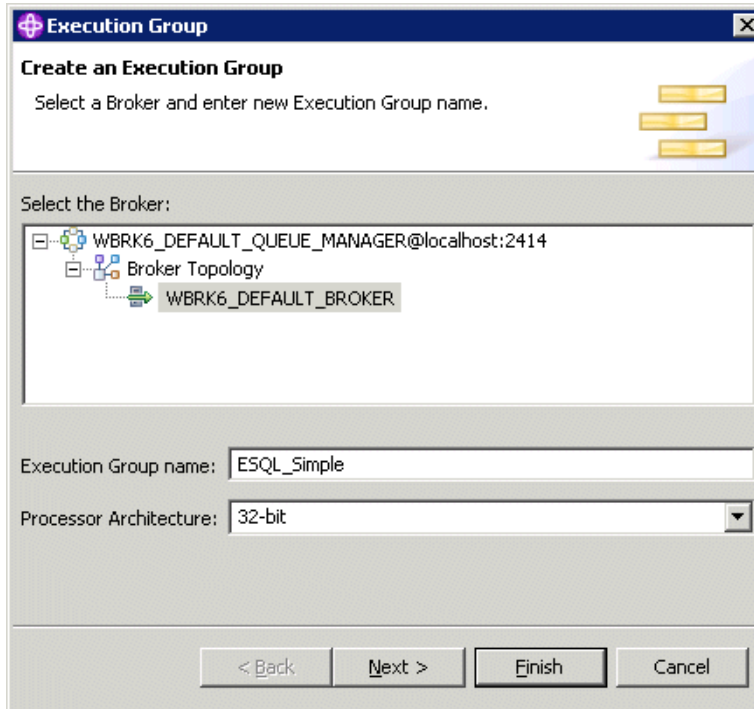 Execution Group
Create an Execution Group
Select a Broker and enter new Execution Group name.
Select the Broker:
WBRK6_DEFAULT_QUEUE_MANAGER@localhost:2414
Broker Topology
WBRK6_DEFAULT_BROKER
Execution Group name: ESQL_Simple
Processor Architecture: 32-bit
< Back Next > Finish Cancel